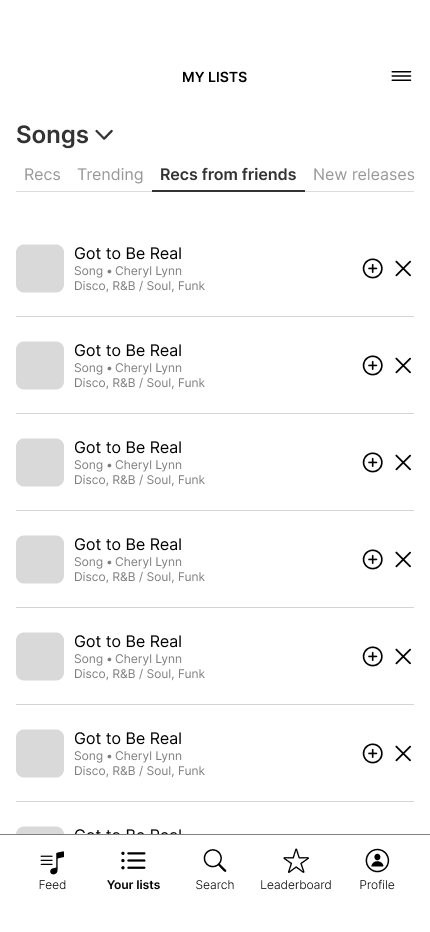 MY LISTS
Songs
Recs Trending Recs from friends New releases
Got to Be Real
Song • Cheryl Lynn
Disco, R&B / Soul, Funk
Got to Be Real
Song • Cheryl Lynn
Disco, R&B / Soul, Funk
Got to Be Real
Song • Cheryl Lynn
Disco, R&B / Soul, Funk
Got to Be Real
Song • Cheryl Lynn
Disco, R&B / Soul, Funk
Got to Be Real
Song • Cheryl Lynn
Disco, R&B / Soul, Funk
Got to Be Real
Song • Cheryl Lynn
Disco, R&B / Soul, Funk
Got to Be Real
Feed Your lists Search Leaderboard Profile